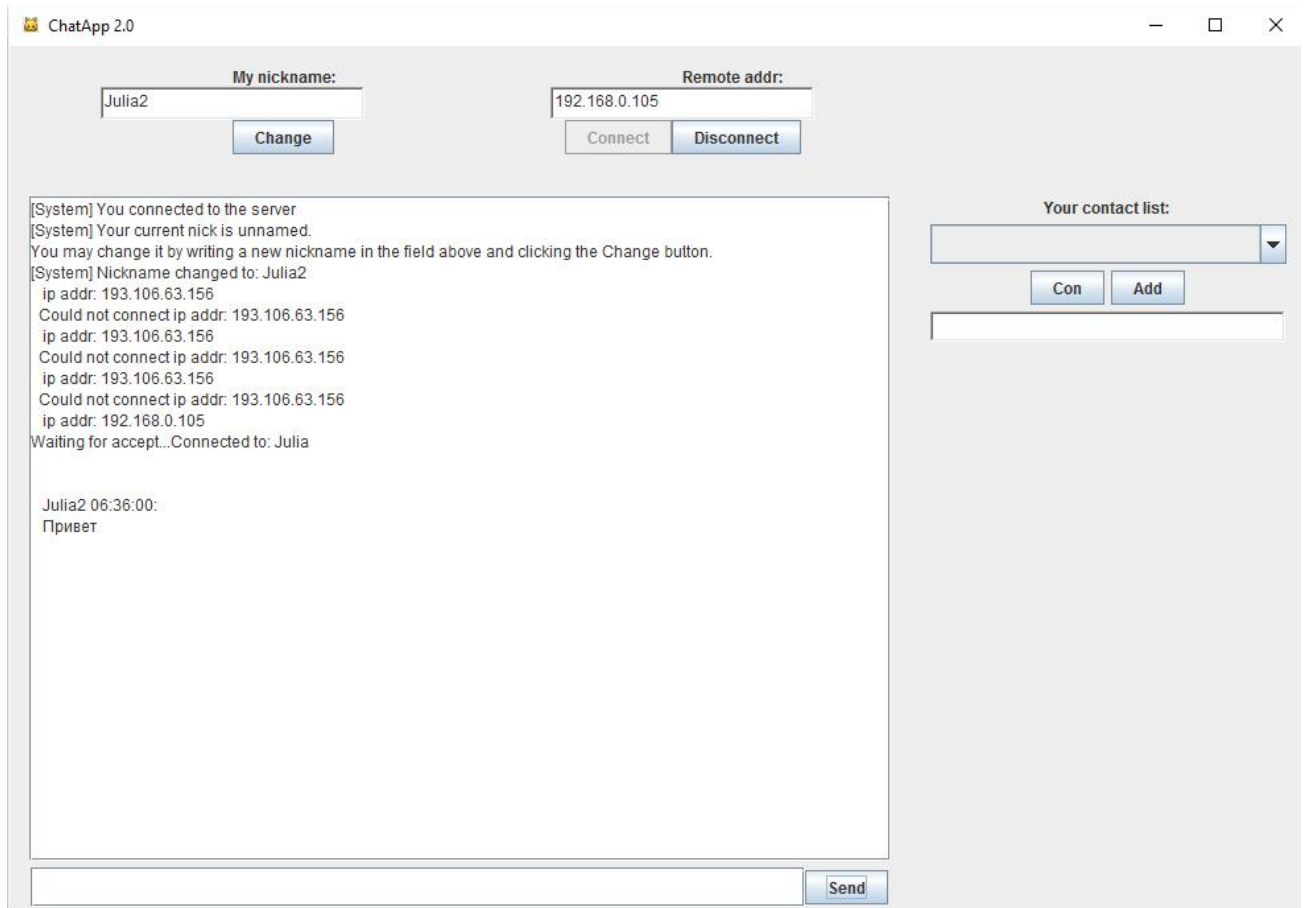 ChatApp 2.0
My nickname:
Julia2
Change
Remote addr:
192.168.0.105
Connect Disconnect
[System] You connected to the server
[System] Your current nick is unnamed.
You may change it by writing a new nickname in the field above and clicking the Change button.
[System] Nickname changed to: Julia2
ip addr: 193.106.63.156
Could not connect ip addr: 193.106.63.156
ip addr: 193.106.63.156
Could not connect ip addr: 193.106.63.156
ip addr: 193.106.63.156
Could not connect ip addr: 193.106.63.156
ip addr: 192.168.0.105
Waiting for accept...Connected to: Julia
Julia2 06:36:00:
Привет
Your contact list:
Con Add
Send